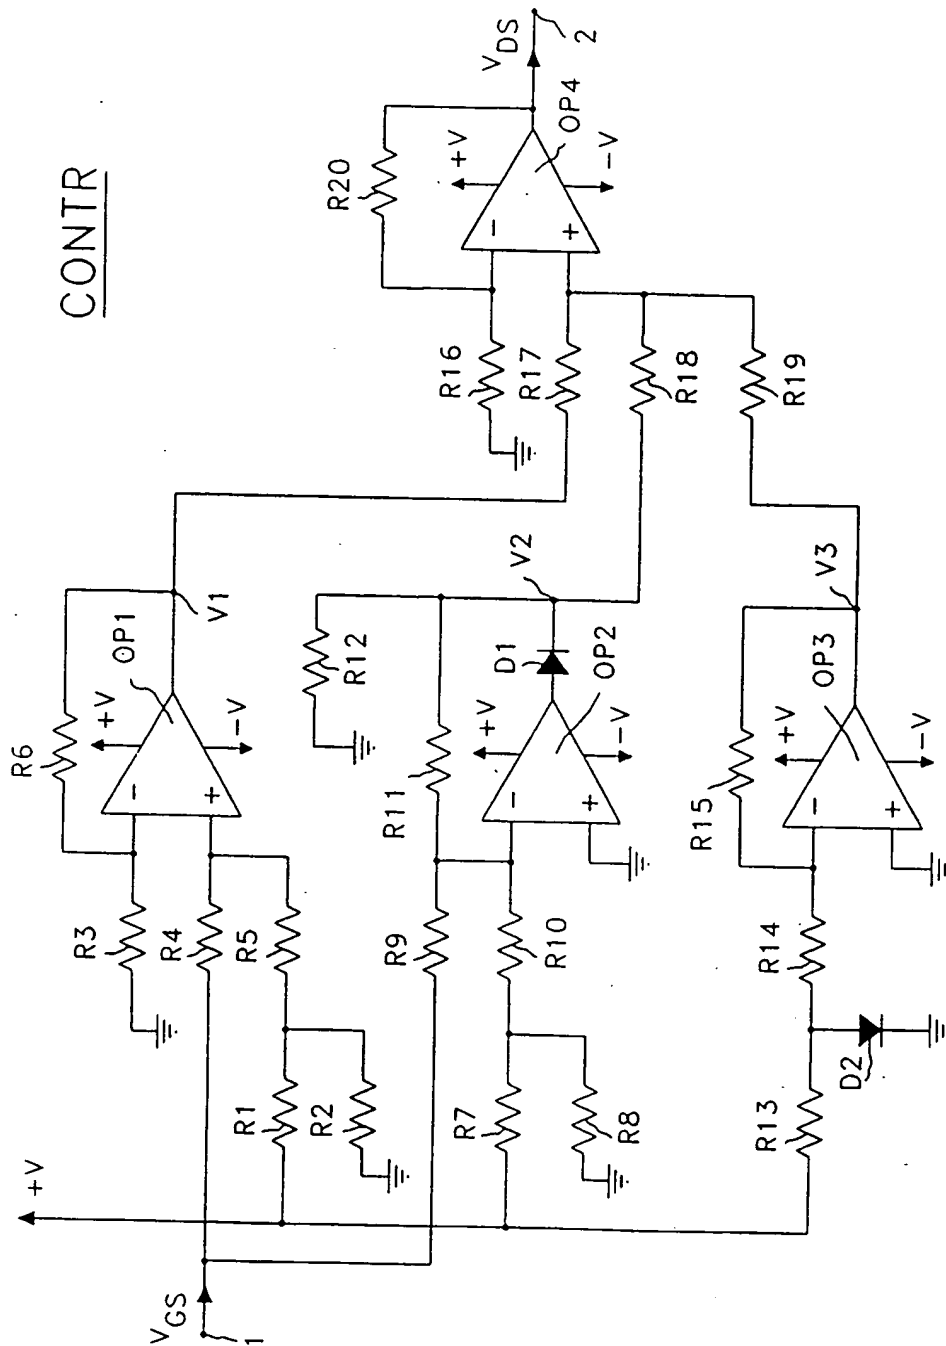 CONTR
+V
V_GS
1
R1
R2
R3
R4
R5
R6
+V
−
+
−V
OP1
V1
R7
R8
R9
R10
R11
R12
+V
−
+
−V
D1
OP2
V2
R13
D2
R14
R15
+V
−
+
−V
OP3
V3
R16
R17
R18
R19
R20
+V
−
+
−V
OP4
V_DS
2